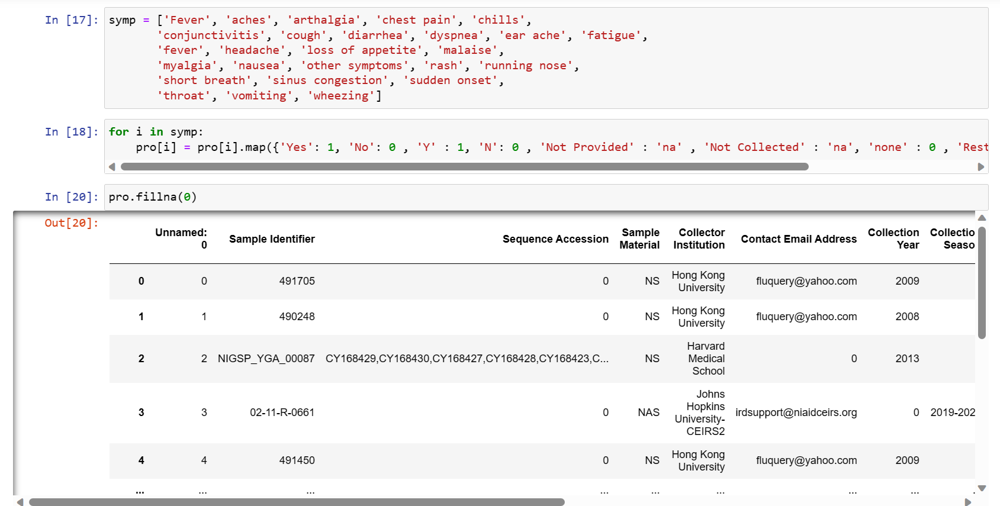 In [17]: symp = ['Fever', 'aches', 'arthalgia', 'chest pain', 'chills',
'conjunctivitis', 'cough', 'diarrhea', 'dyspnea', 'ear ache', 'fatigue',
'fever', 'headache', 'loss of appetite', 'malaise',
'myalgia', 'nausea', 'other symptoms', 'rash', 'running nose',
'short breath', 'sinus congestion', 'sudden onset',
'throat', 'vomiting', 'wheezing']
In [18]: for i in symp:
pro[i] = pro[i].map({'Yes': 1, 'No': 0 , 'Y' : 1, 'N': 0 , 'Not Provided' : 'na' , 'Not Collected' : 'na', 'none' : 0 , 'Rest
In [20]: pro.fillna(0)
Out[20]:
Unnamed: 0 Sample Identifier Sequence Accession Sample Material Collector Institution Contact Email Address Collection Year Collectio Seaso
0 0 491705 0 NS Hong Kong University fluquery@yahoo.com 2009
1 1 490248 0 NS Hong Kong University fluquery@yahoo.com 2008
2 2 NIGSP_YGA_00087 CY168429,CY168430,CY168427,CY168428,CY168423,C... NS Harvard Medical School 0 2013
3 3 02-11-R-0661 0 NAS Johns Hopkins University-CEIRS2 irdsupport@niaidceirs.org 0 2019-202
4 4 491450 0 NS Hong Kong University fluquery@yahoo.com 2009
... ... ... ... ... ... ... ...